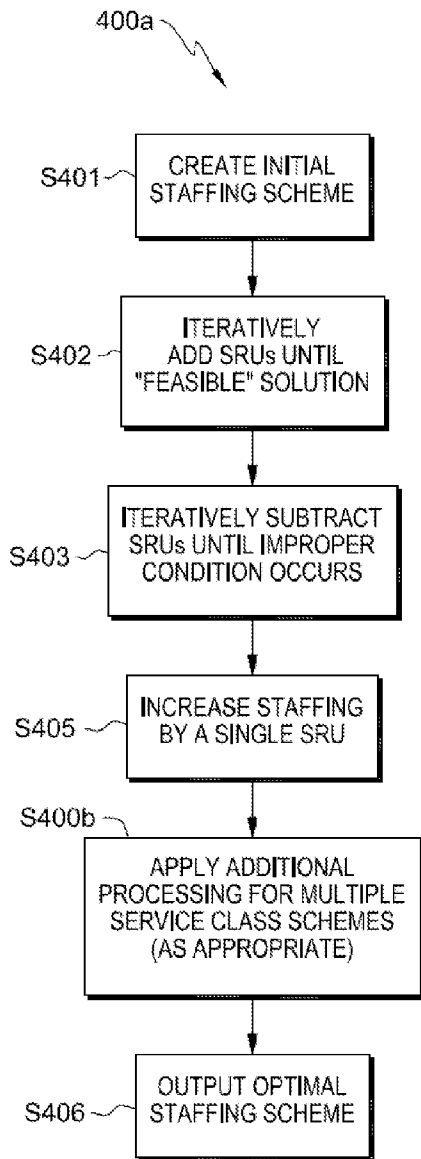 400a
S401
CREATE INITIAL
STAFFING SCHEME
S402
ITERATIVELY
ADD SRUs UNTIL
"FEASIBLE" SOLUTION
S403
ITERATIVELY SUBTRACT
SRUs UNTIL IMPROPER
CONDITION OCCURS
S405
INCREASE STAFFING
BY A SINGLE SRU
S400b
APPLY ADDITIONAL
PROCESSING FOR MULTIPLE
SERVICE CLASS SCHEMES
(AS APPROPRIATE)
S406
OUTPUT OPTIMAL
STAFFING SCHEME